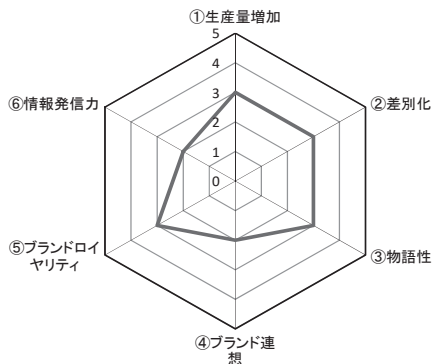 ①生産量増加
5
4
3
2
1
0
②差別化
③物語性
④ブランド連
想
⑤ブランドロイ
ヤリティ
⑥情報発信力